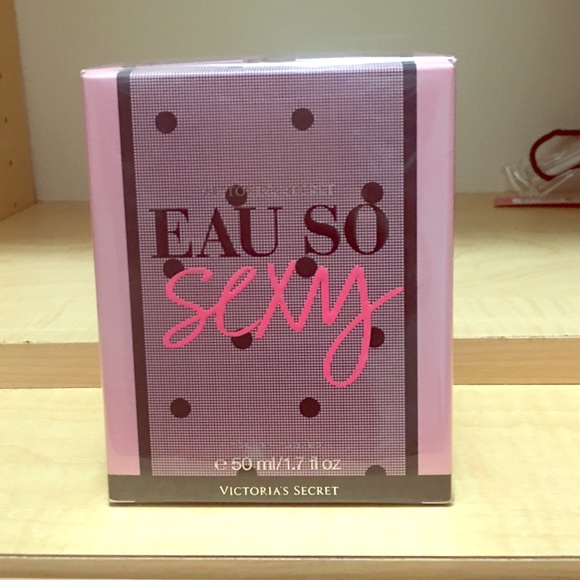 VICTORIA'S SECRET
EAU SO
sexy
e 50 ml/1.7 fl oz
VICTORIA'S SECRET